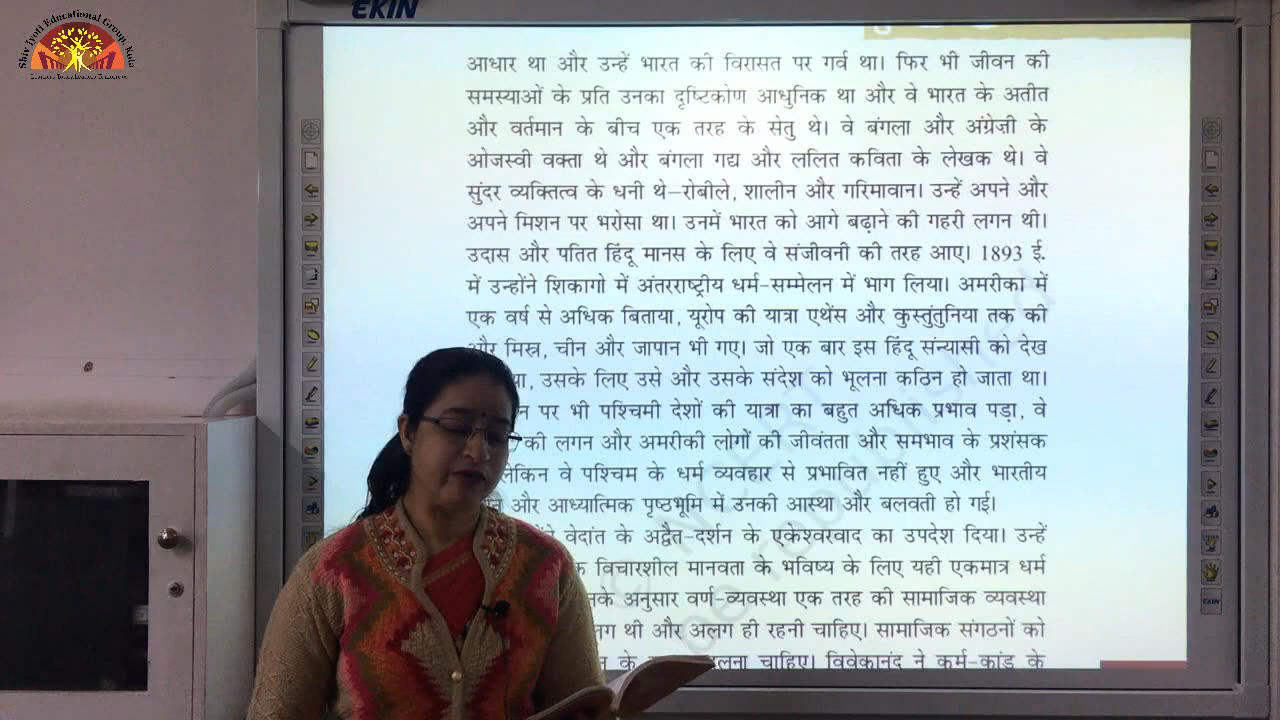 Shiv Jyoti Educational Group, Kota
EKIN
आधार था और उन्हें भारत की विरासत पर गर्व था। फिर भी जीवन की
समस्याओं के प्रति उनका दृष्टिकोण आधुनिक था और वे भारत के अतीत
और वर्तमान के बीच एक तरह के सेतु थे। वे बंगला और अंग्रेज़ी के
ओजस्वी वक्ता थे और बंगला गद्य और ललित कविता के लेखक थे। वे
सुंदर व्यक्तित्व के धनी थे–रोबीले, शालीन और गरिमावान। उन्हें अपने और
अपने मिशन पर भरोसा था। उनमें भारत को आगे बढ़ाने की गहरी लगन थी।
उदास और पतित हिंदू मानस के लिए वे संजीवनी की तरह आए। 1893 ई.
में उन्होंने शिकागो में अंतरराष्ट्रीय धर्म-सम्मेलन में भाग लिया। अमरीका में
एक वर्ष से अधिक बिताया, यूरोप की यात्रा एथेंस और कुस्तुंतुनिया तक की
और मिस्र, चीन और जापान भी गए। जो एक बार इस हिंदू संन्यासी को देख
उसके लिए उसे और उसके संदेश को भूलना कठिन हो जाता था।
पर भी पश्चिमी देशों की यात्रा का बहुत अधिक प्रभाव पड़ा, वे
की लगन और अमरीकी लोगों की जीवंतता और समभाव के प्रशंसक
लेकिन वे पश्चिम के धर्म व्यवहार से प्रभावित नहीं हुए और भारतीय
और आध्यात्मिक पृष्ठभूमि में उनकी आस्था और बलवती हो गई।
वेदांत के अद्वैत-दर्शन के एकेश्वरवाद का उपदेश दिया। उन्हें
विचारशील मानवता के भविष्य के लिए यही एकमात्र धर्म
अनुसार वर्ण-व्यवस्था एक तरह की सामाजिक व्यवस्था
थी और अलग ही रहनी चाहिए। सामाजिक संगठनों को
के चाहिए। विवेकानंद ने कर्म-कांड के